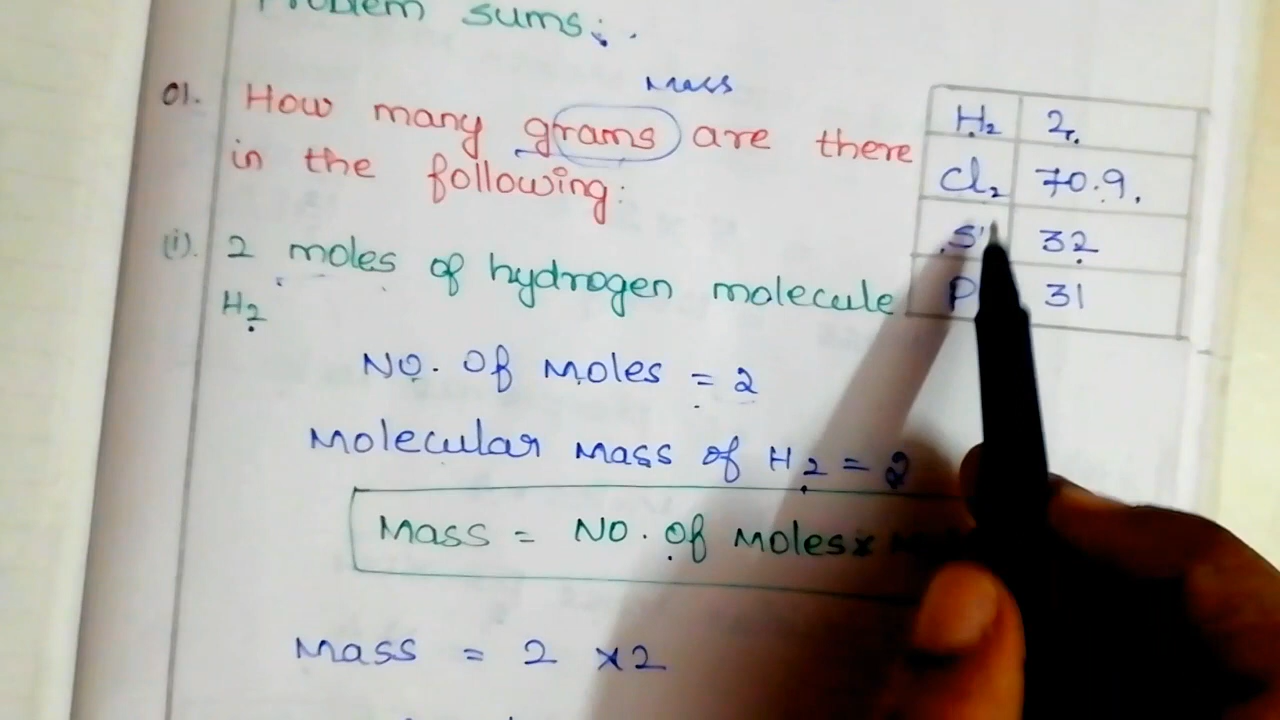 Problem sums:
Mass
01. How many grams are there
in the following:
H2 2
Cl2 70.9
S 32
P 31
(i). 2 moles of hydrogen molecule
H2
No. of Moles = 2
Molecular Mass of H2 = 2
Mass = No. of Moles x
Mass = 2 x 2